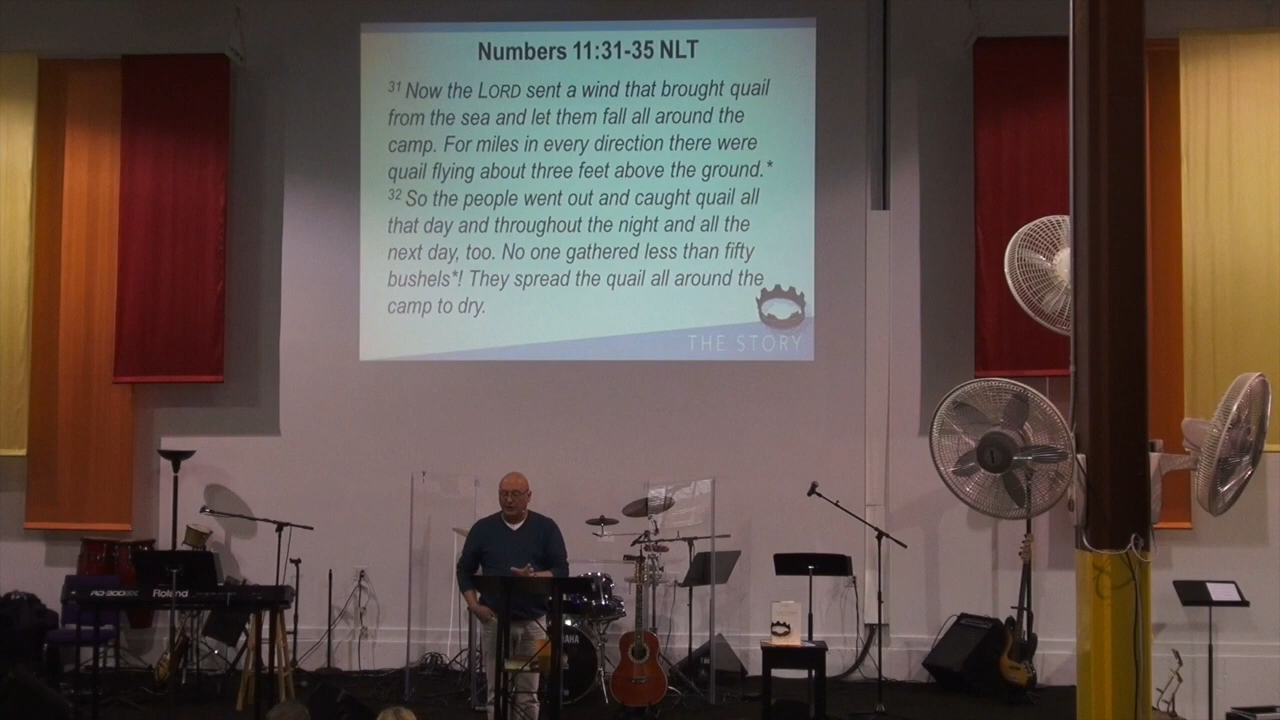 Numbers 11:31-35 NLT
31 Now the LORD sent a wind that brought quail
from the sea and let them fall all around the
camp. For miles in every direction there were
quail flying about three feet above the ground.*
32 So the people went out and caught quail all
that day and throughout the night and all the
next day, too. No one gathered less than fifty
bushels*! They spread the quail all around the
camp to dry.
THE STORY
Roland
YAMAHA